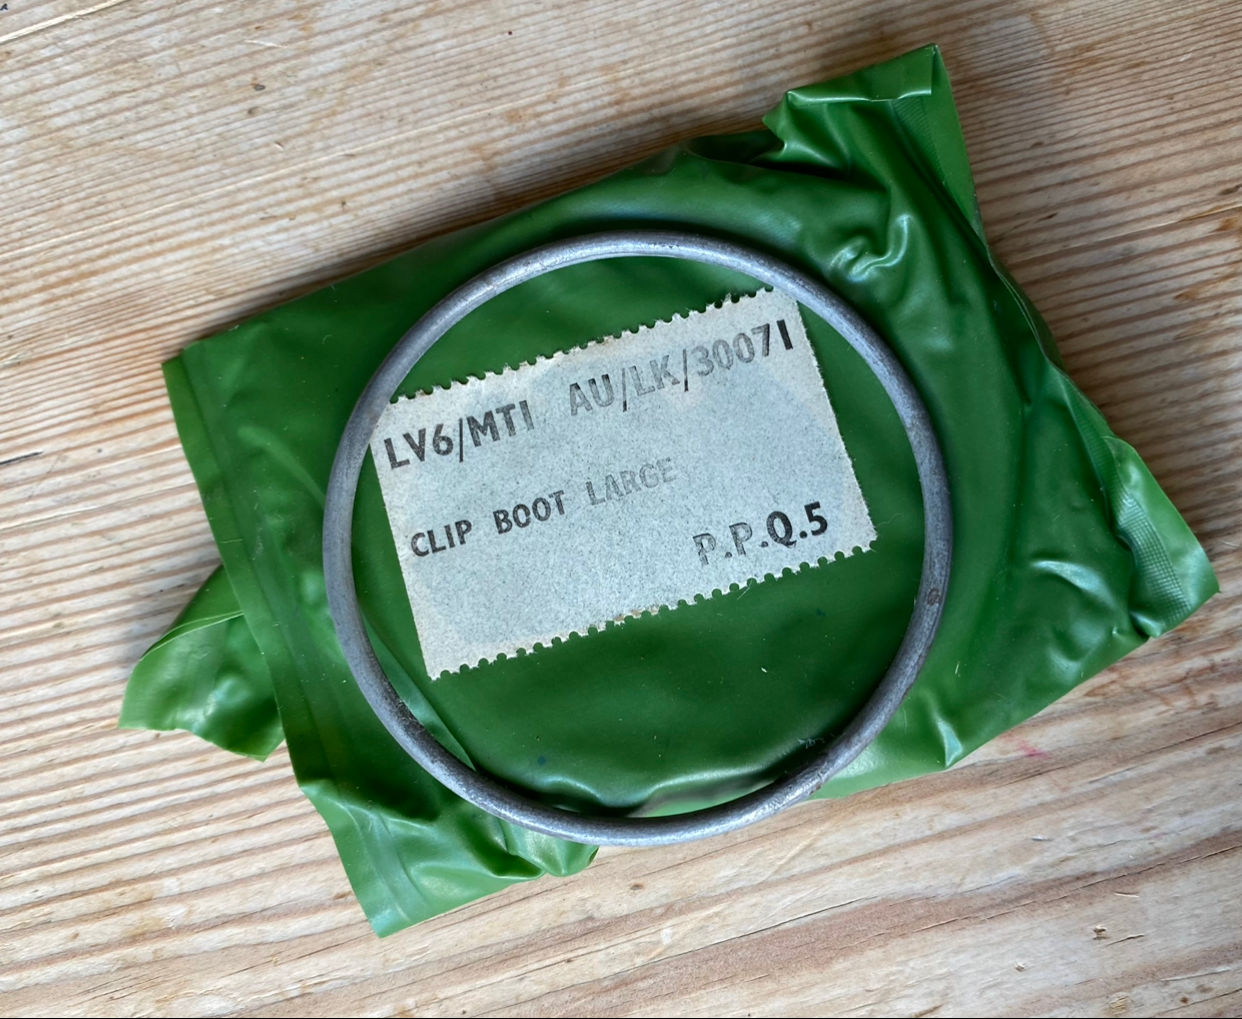 LV6/MT1 AU/LK/30071
CLIP BOOT LARGE
P.P.Q.5